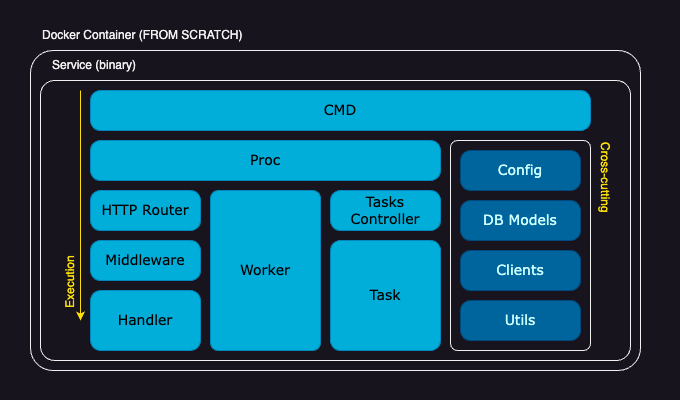 Docker Container (FROM SCRATCH)
Service (binary)
CMD
Proc
HTTP Router
Middleware
Handler
Worker
Tasks
Controller
Task
Config
DB Models
Clients
Utils
Cross-cutting
Execution